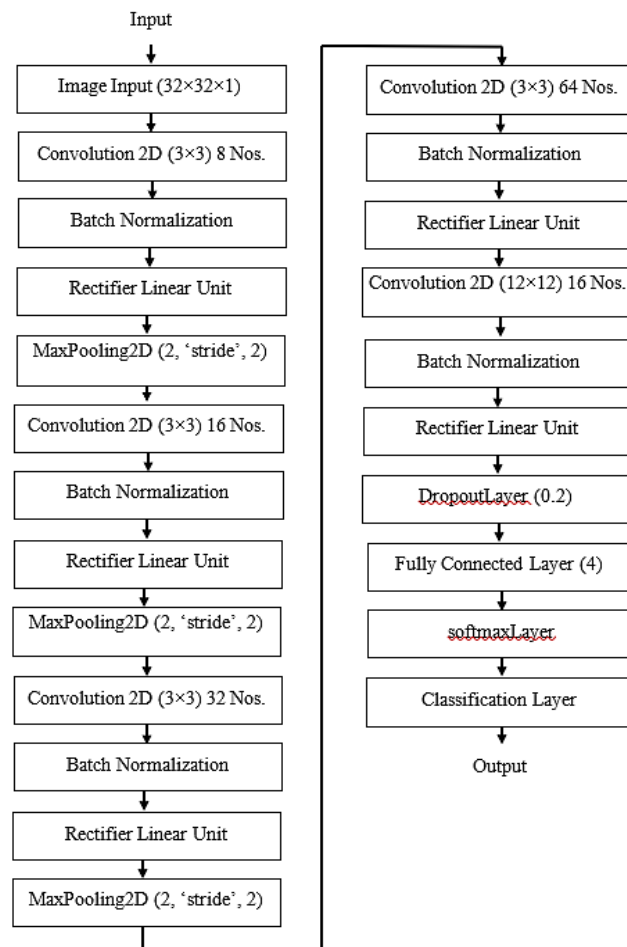 Input
Image Input (32×32×1)
Convolution 2D (3×3) 8 Nos.
Batch Normalization
Rectifier Linear Unit
MaxPooling2D (2, ‘stride’, 2)
Convolution 2D (3×3) 16 Nos.
Batch Normalization
Rectifier Linear Unit
MaxPooling2D (2, ‘stride’, 2)
Convolution 2D (3×3) 32 Nos.
Batch Normalization
Rectifier Linear Unit
MaxPooling2D (2, ‘stride’, 2)
Convolution 2D (3×3) 64 Nos.
Batch Normalization
Rectifier Linear Unit
Convolution 2D (12×12) 16 Nos.
Batch Normalization
Rectifier Linear Unit
DropoutLayer (0.2)
Fully Connected Layer (4)
softmaxLayer
Classification Layer
Output